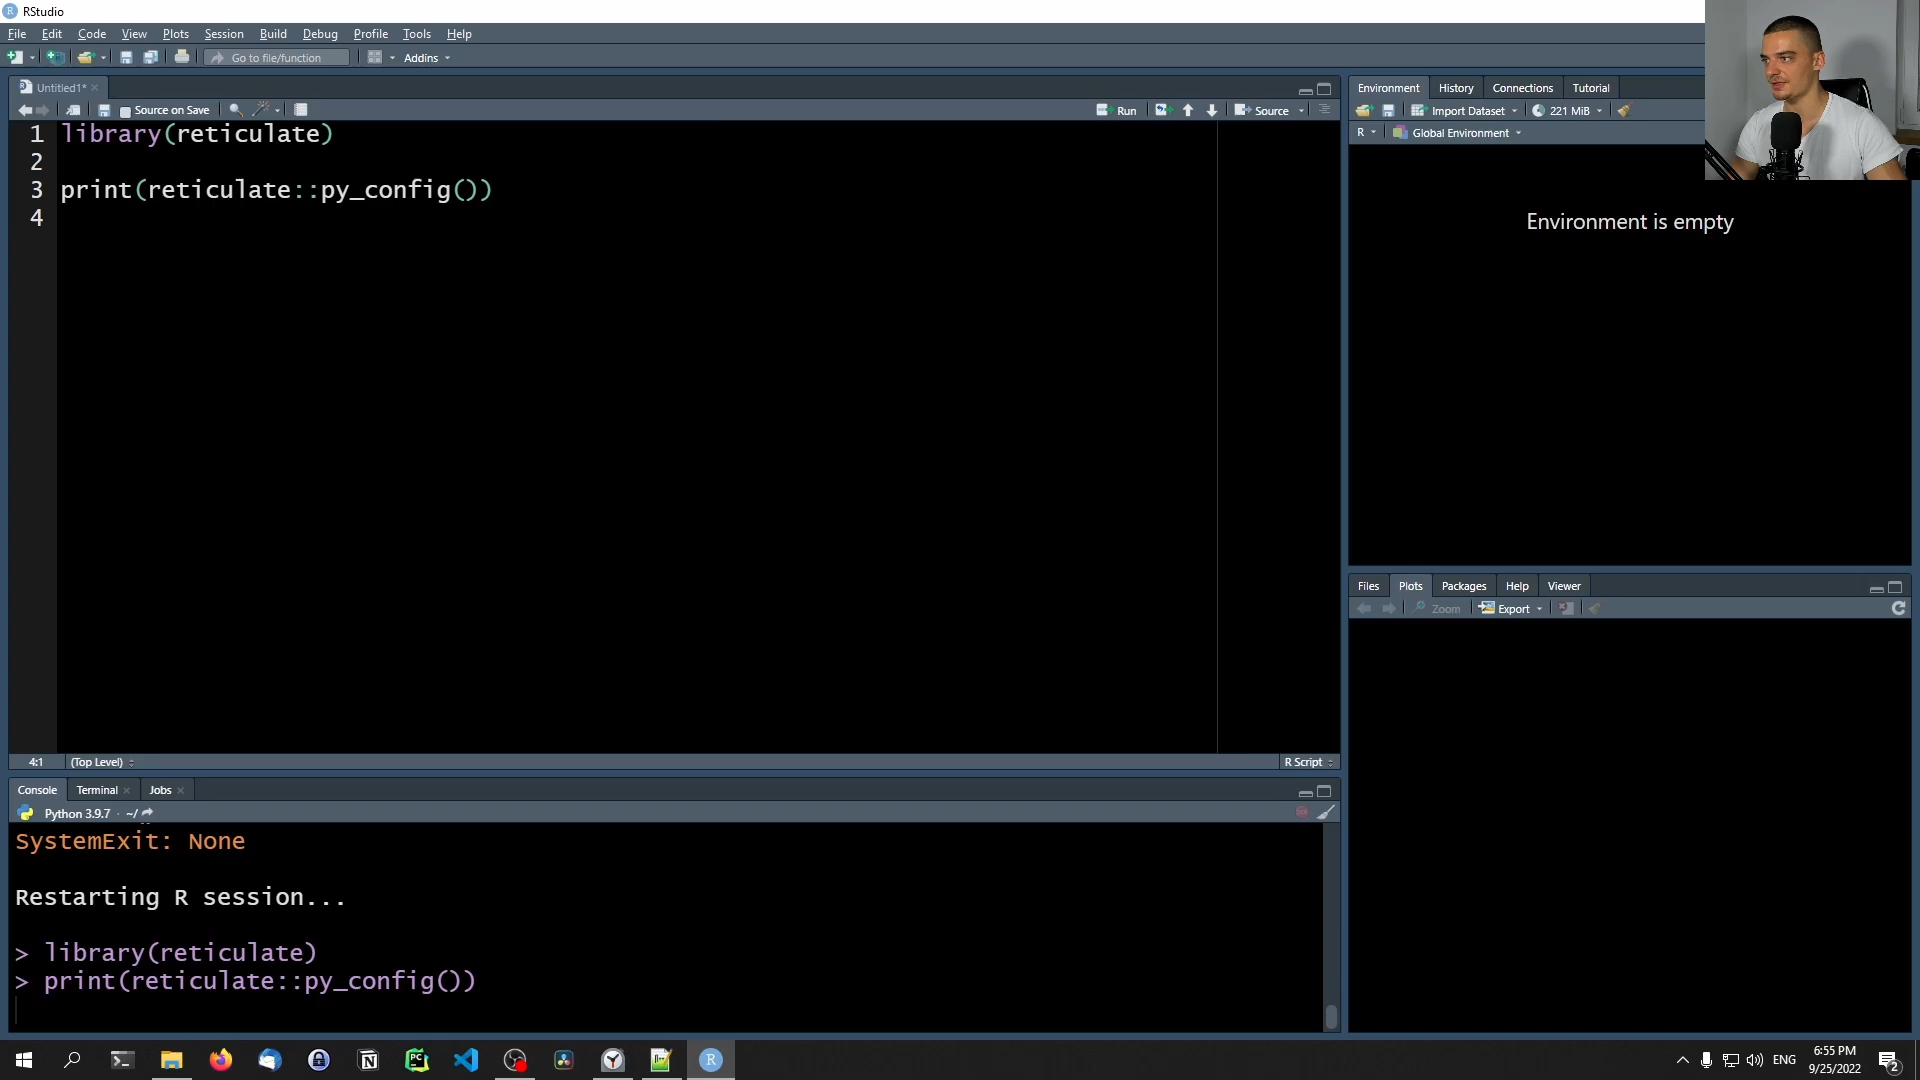 RStudio
File Edit Code View Plots Session Build Debug Profile Tools Help
Go to file/function Addins
Untitled1*
Source on Save Run Source
1 library(reticulate)
2
3 print(reticulate::py_config())
4
4:1 (Top Level) R Script
Console Terminal Jobs
Python 3.9.7 · ~/
SystemExit: None
Restarting R session...
> library(reticulate)
> print(reticulate::py_config())
Environment History Connections Tutorial
Import Dataset 221 MiB
R Global Environment
Environment is empty
Files Plots Packages Help Viewer
Zoom Export
PC
R
ENG
6:55 PM
9/25/2022
2